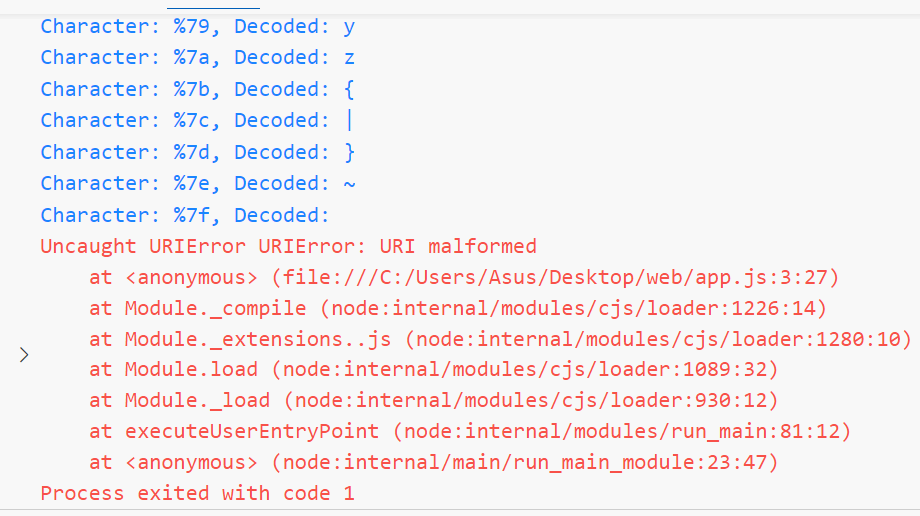 Character: %79, Decoded: y
Character: %7a, Decoded: z
Character: %7b, Decoded: {
Character: %7c, Decoded: |
Character: %7d, Decoded: }
Character: %7e, Decoded: ~
Character: %7f, Decoded:
Uncaught URIError URIError: URI malformed
    at <anonymous> (file:///C:/Users/Asus/Desktop/web/app.js:3:27)
    at Module._compile (node:internal/modules/cjs/loader:1226:14)
    at Module._extensions..js (node:internal/modules/cjs/loader:1280:10)
    at Module.load (node:internal/modules/cjs/loader:1089:32)
    at Module._load (node:internal/modules/cjs/loader:930:12)
    at executeUserEntryPoint (node:internal/modules/run_main:81:12)
    at <anonymous> (node:internal/main/run_main_module:23:47)
Process exited with code 1